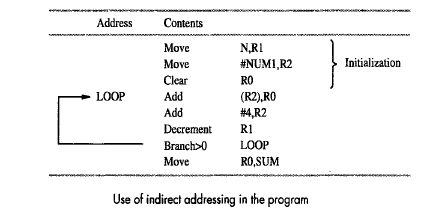 Address Contents
Move N,R1
Move #NUM1,R2
Clear R0
Initialization
LOOP Add (R2),R0
Add #4,R2
Decrement R1
Branch>0 LOOP
Move R0,SUM
Use of indirect addressing in the program